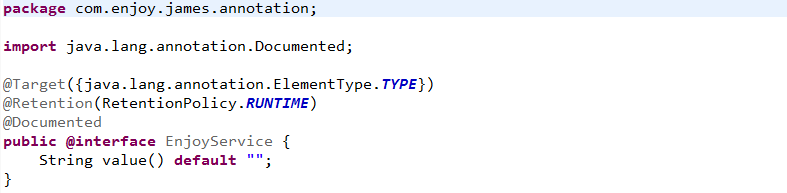 package com.enjoy.james.annotation;
import java.lang.annotation.Documented;
@Target({java.lang.annotation.ElementType.TYPE})
@Retention(RetentionPolicy.RUNTIME)
@Documented
public @interface EnjoyService {
    String value() default "";
}